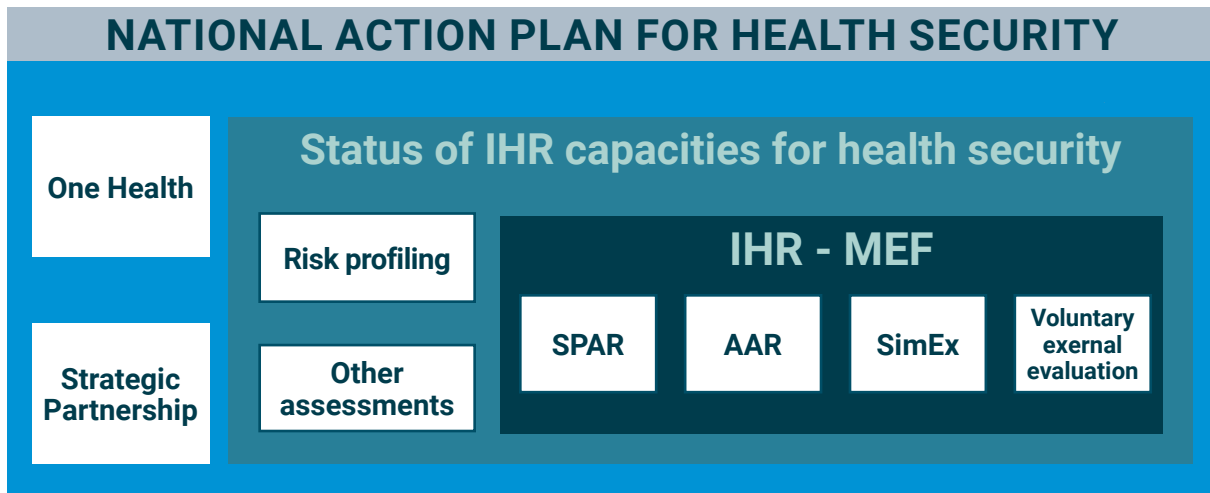 NATIONAL ACTION PLAN FOR HEALTH SECURITY
One Health
Strategic
Partnership
Status of IHR capacities for health security
Risk profiling
Other
assessments
IHR - MEF
SPAR
AAR
SimEx
Voluntary
exernal
evaluation